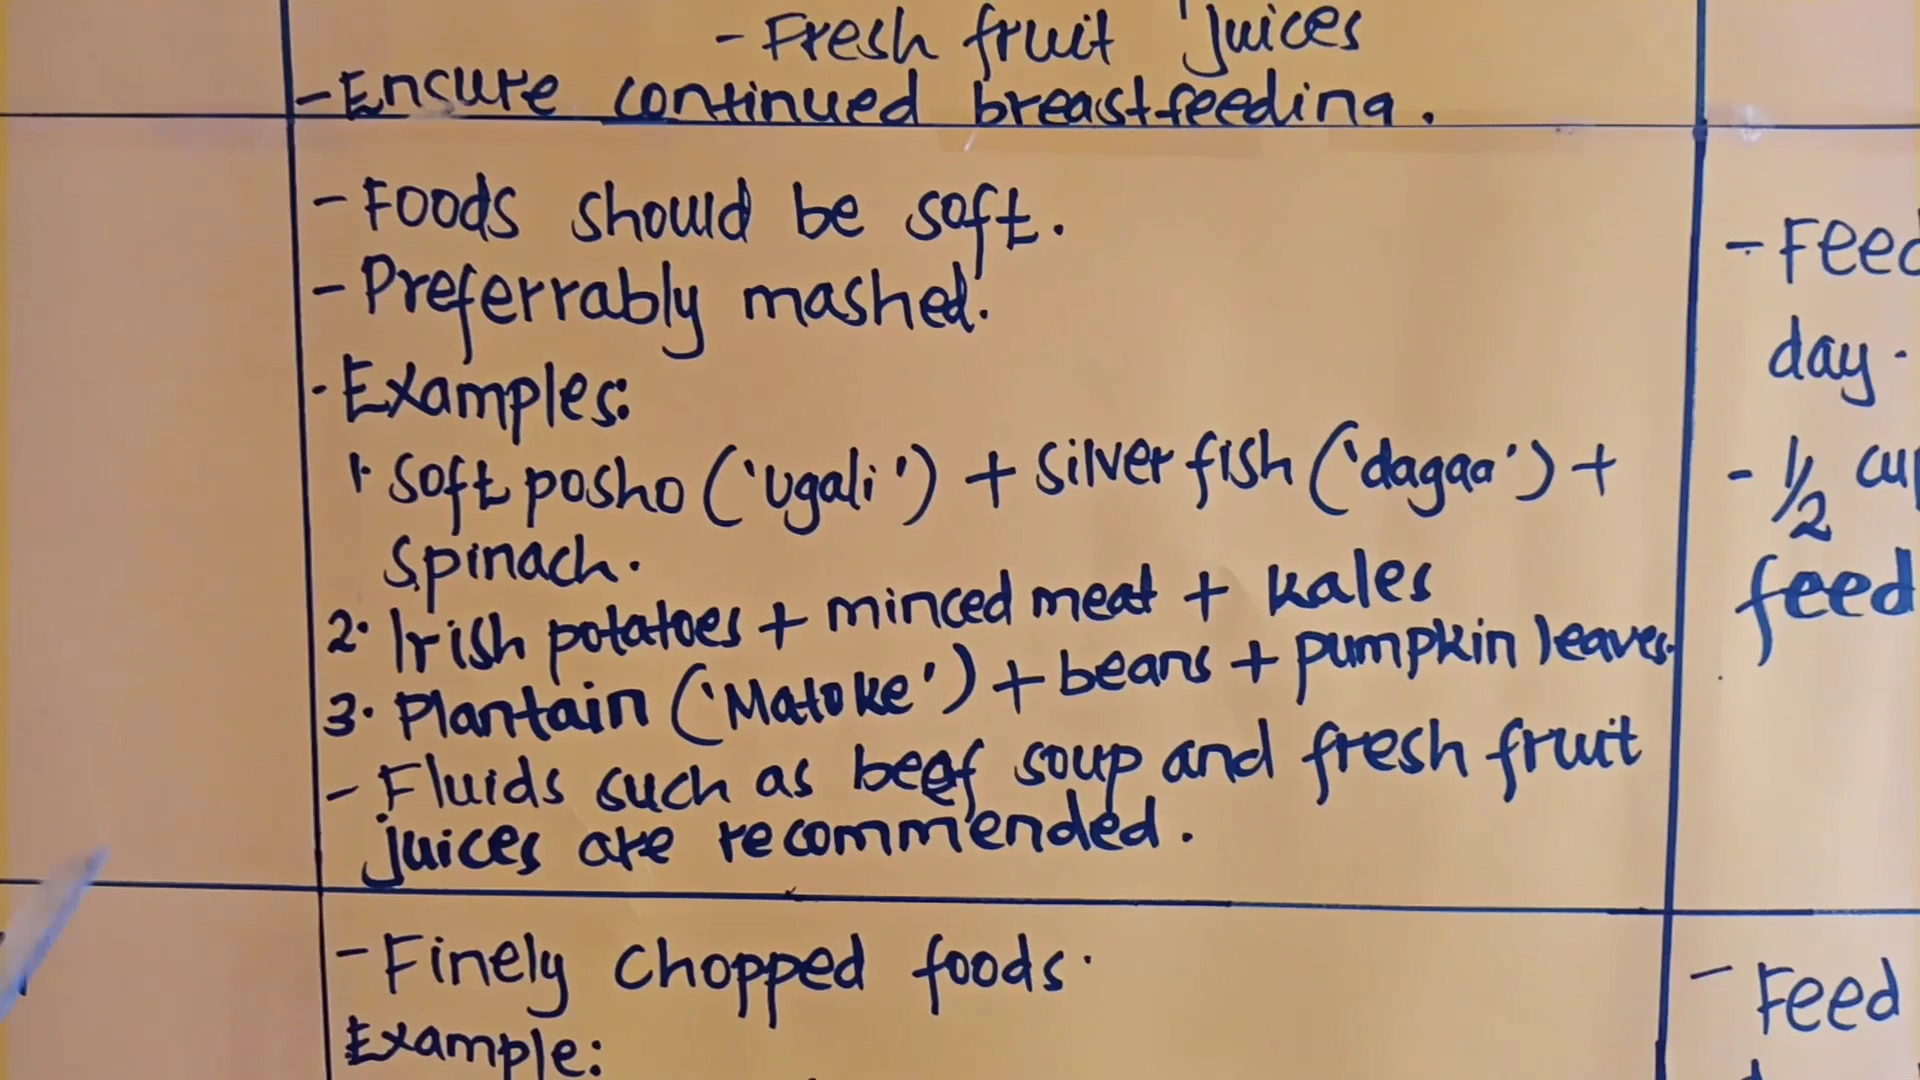 - Fresh fruit juices
- Ensure continued breastfeeding.
- Foods should be soft.
- Preferrably mashed.
- Examples:
1. Soft posho ('Ugali') + Silver fish ('dagaa') +
Spinach.
2. Irish potatoes + minced meat + kales
3. Plantain ('Matoke') + beans + pumpkin leaves.
- Fluids such as beef soup and fresh fruit
juices are recommended.
- Finely chopped foods.
Example:
- Feed
day.
- 1/2 cup
feed
- Feed